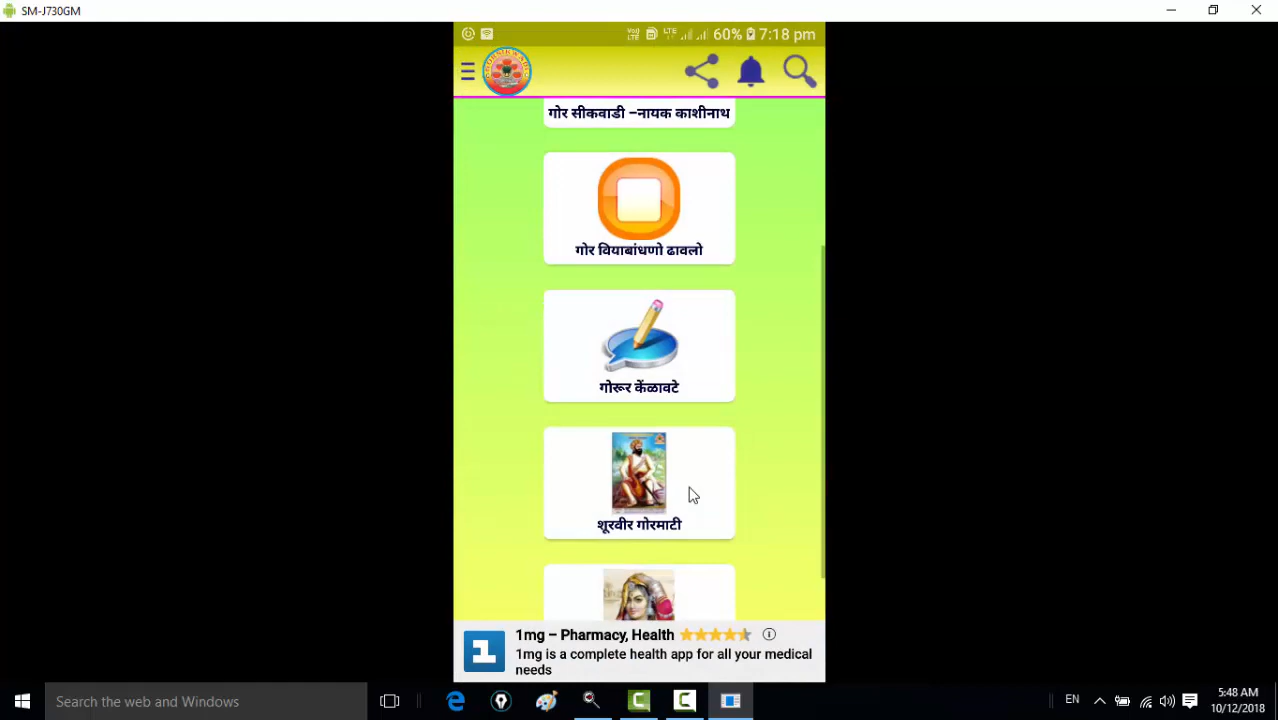 SM-J730GM
60% 7:18 pm
गोर सीकवाडी -नायक काशीनाथ
गोर वियाबांधणो ढावलो
गोरूर केंळावटे
शूरवीर गोरमाटी
1mg – Pharmacy, Health
1mg is a complete health app for all your medical
needs
Search the web and Windows
EN
5:48 AM
10/12/2018